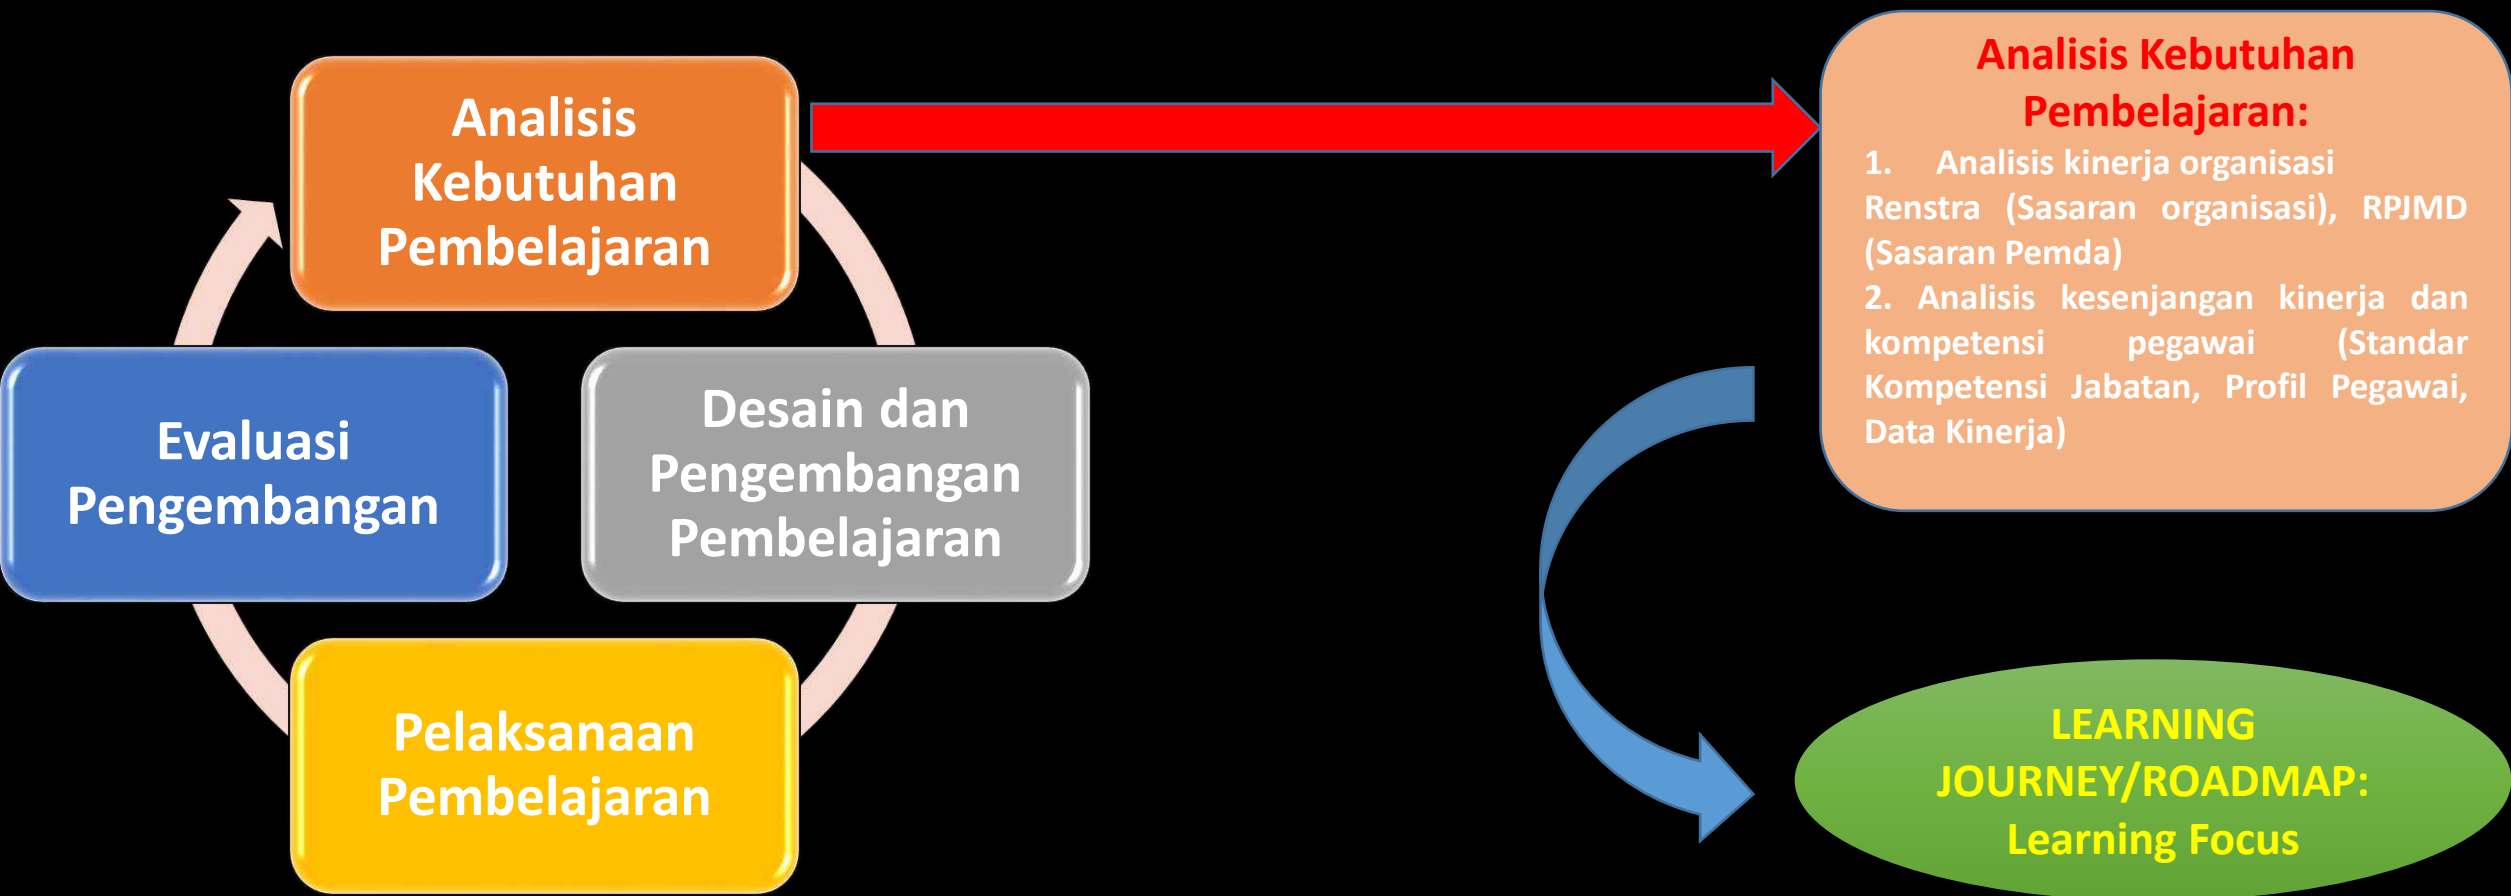 Analisis
Kebutuhan
Pembelajaran
Desain dan
Pengembangan
Pembelajaran
Pelaksanaan
Pembelajaran
Evaluasi
Pengembangan
Analisis Kebutuhan
Pembelajaran:
1. Analisis kinerja organisasi
Renstra (Sasaran organisasi), RPJMD
(Sasaran Pemda)
2. Analisis kesenjangan kinerja dan
kompetensi pegawai (Standar
Kompetensi Jabatan, Profil Pegawai,
Data Kinerja)
LEARNING
JOURNEY/ROADMAP:
Learning Focus